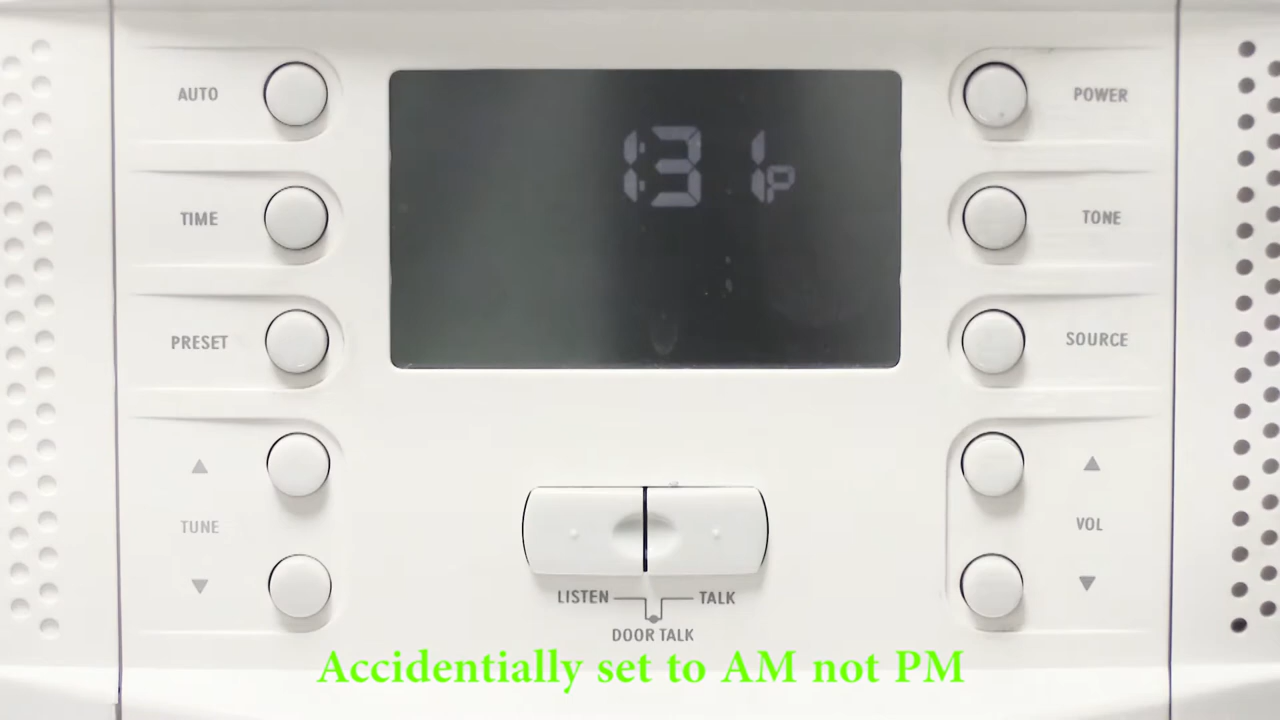 AUTO
POWER
1:31P
TIME
TONE
PRESET
SOURCE
TUNE
VOL
LISTEN
TALK
DOOR TALK
Accidentially set to AM not PM